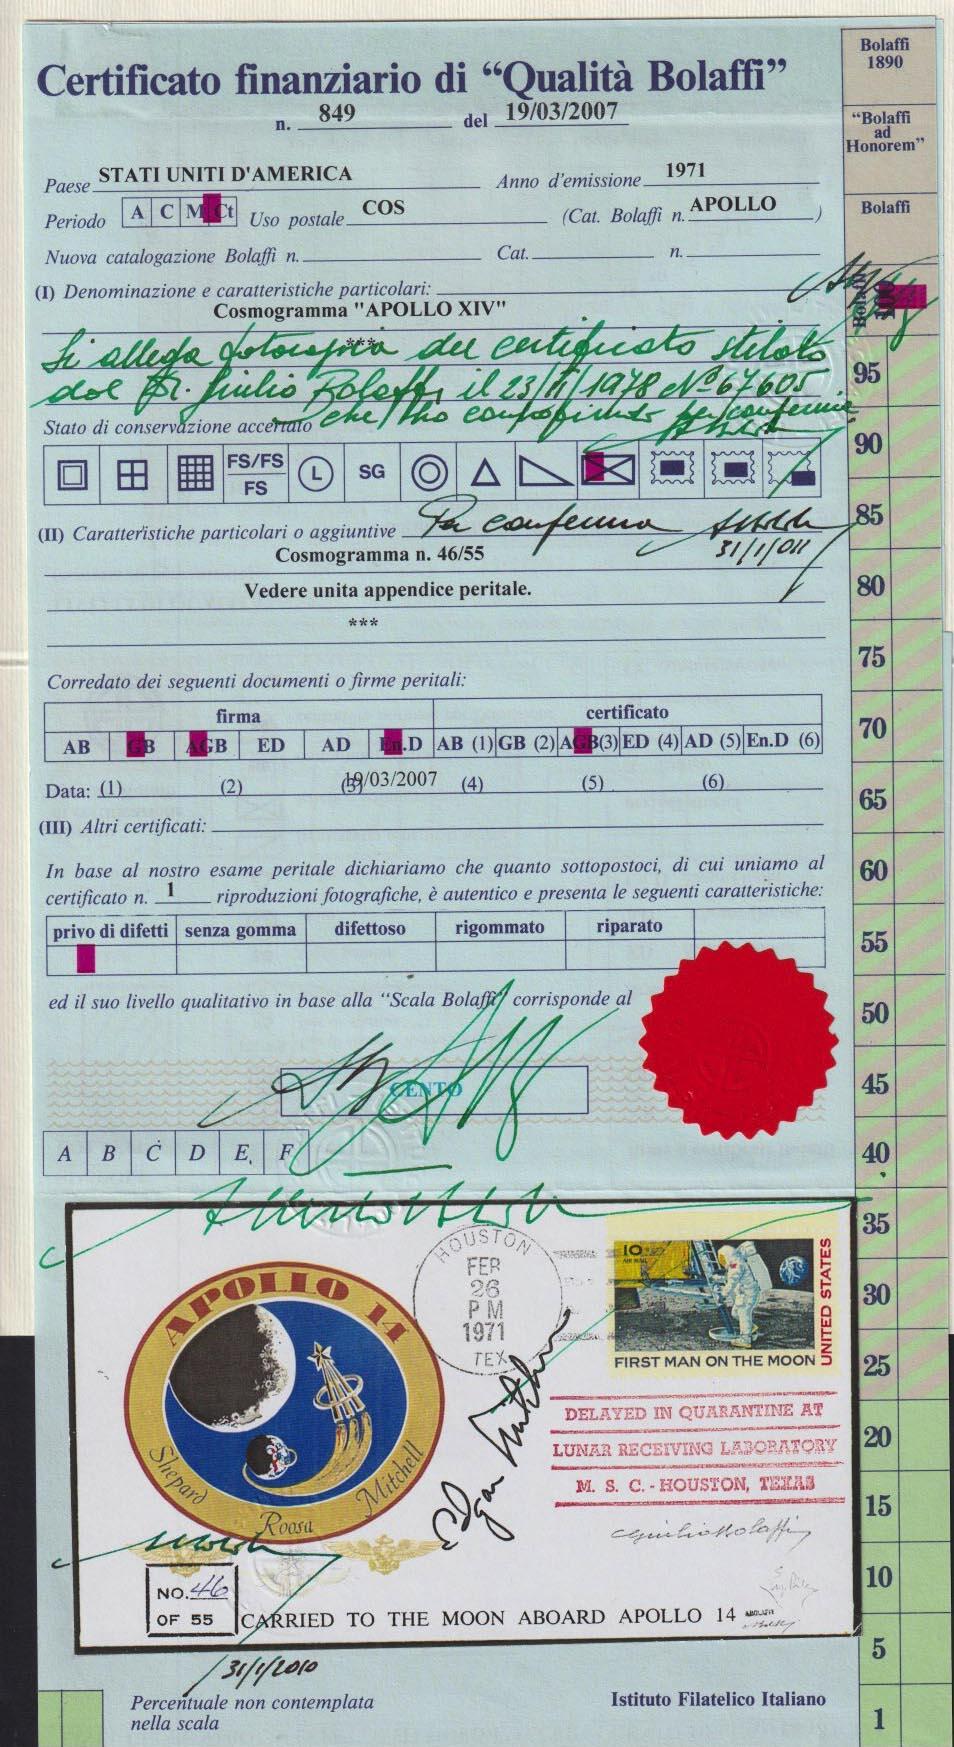 Certificato finanziario di “Qualità Bolaffi”
n. 849 del 19/03/2007
Paese STATI UNITI D'AMERICA Anno d'emissione 1971
Periodo A C M Ct Uso postale COS (Cat. Bolaffi n. APOLLO )
Nuova catalogazione Bolaffi n. Cat. n.
(I) Denominazione e caratteristiche particolari:
Cosmogramma "APOLLO XIV"
***
Si allega fotocopia del certificato stilato
dal Dr. Giulio Bolaffi il 23/11/1978 Nº 67605
che
Stato di conservazione accertato
FS/FS
FS
L
SG
(II) Caratteristiche particolari o aggiuntive Per conferma
31/1/011
Cosmogramma n. 46/55
Vedere unita appendice peritale.
***
Corredato dei seguenti documenti o firme peritali:
firma certificato
AB GB AGB ED AD En.D AB (1) GB (2) AGB(3) ED (4) AD (5) En.D (6)
Data: (1) (2) (3) 19/03/2007 (4) (5) (6)
(III) Altri certificati:
In base al nostro esame peritale dichiariamo che quanto sottopostoci, di cui uniamo al
certificato n. 1 riproduzioni fotografiche, è autentico e presenta le seguenti caratteristiche:
privo di difetti senza gomma difettoso rigommato riparato
ed il suo livello qualitativo in base alla “Scala Bolaffi” corrisponde al
CENTO
A B C D E F
APOLLO 14
Shepard
Roosa
Mitchell
HOUSTON
FEB
26
PM
1971
TEX
Edgar Mitchell
10
AIR MAIL
FIRST MAN ON THE MOON
UNITED STATES
DELAYED IN QUARANTINE AT
LUNAR RECEIVING LABORATORY
M. S. C. - HOUSTON, TEXAS
Giulio Bolaffi
NO. 46
OF 55
CARRIED TO THE MOON ABOARD APOLLO 14
31/1/2010
Percentuale non contemplata
nella scala
Istituto Filatelico Italiano
Bolaffi
1890
“Bolaffi
ad
Honorem”
Bolaffi
Bolaffi
100
95
90
85
80
75
70
65
60
55
50
45
40
35
30
25
20
15
10
5
1